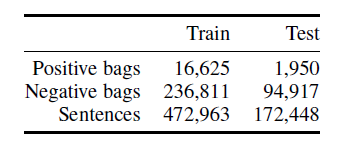 Train Test
Positive bags 16,625 1,950
Negative bags 236,811 94,917
Sentences 472,963 172,448